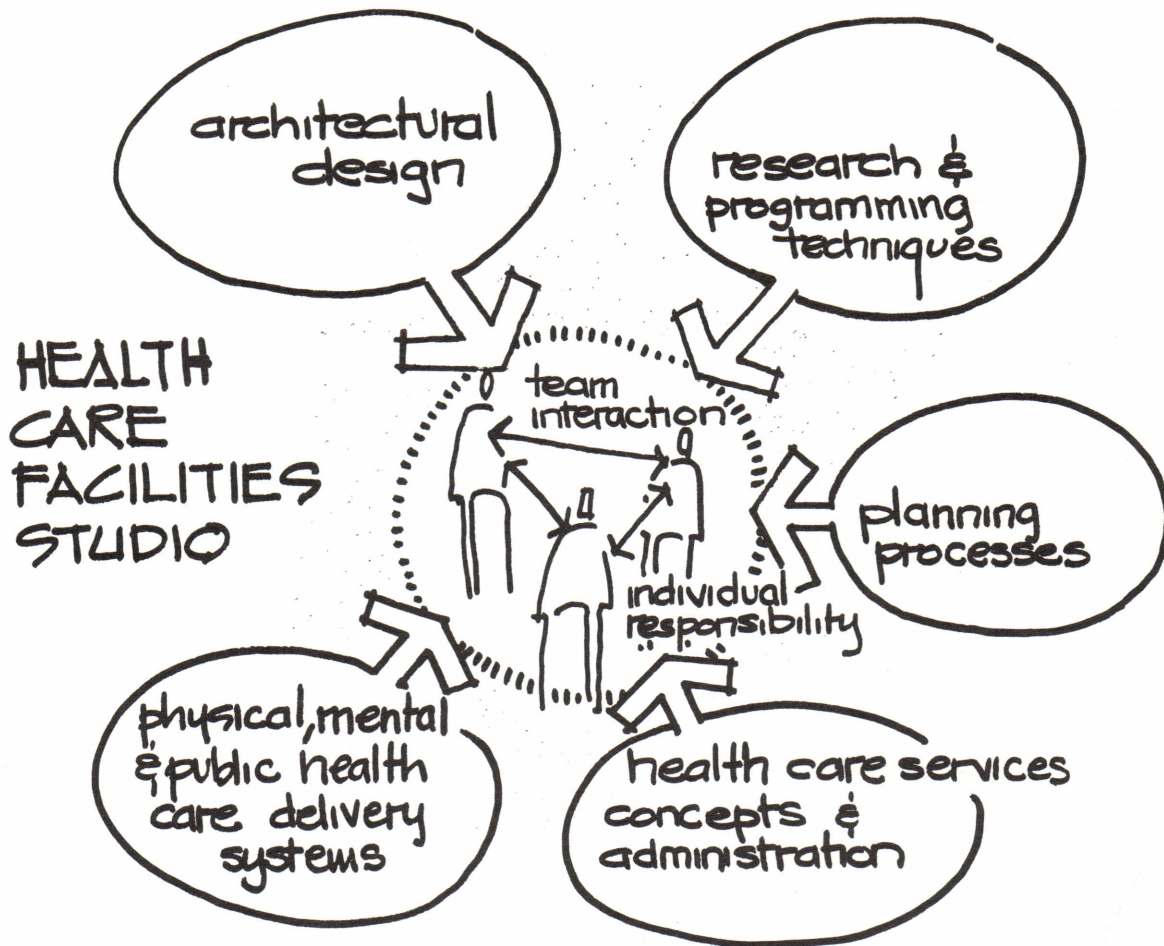 architectural
design
research &
programming
techniques
HEALTH
CARE
FACILITIES
STUDIO
team
interaction
planning
processes
individual
responsibility
physical, mental
& public health
care delivery
systems
health care services
concepts &
administration